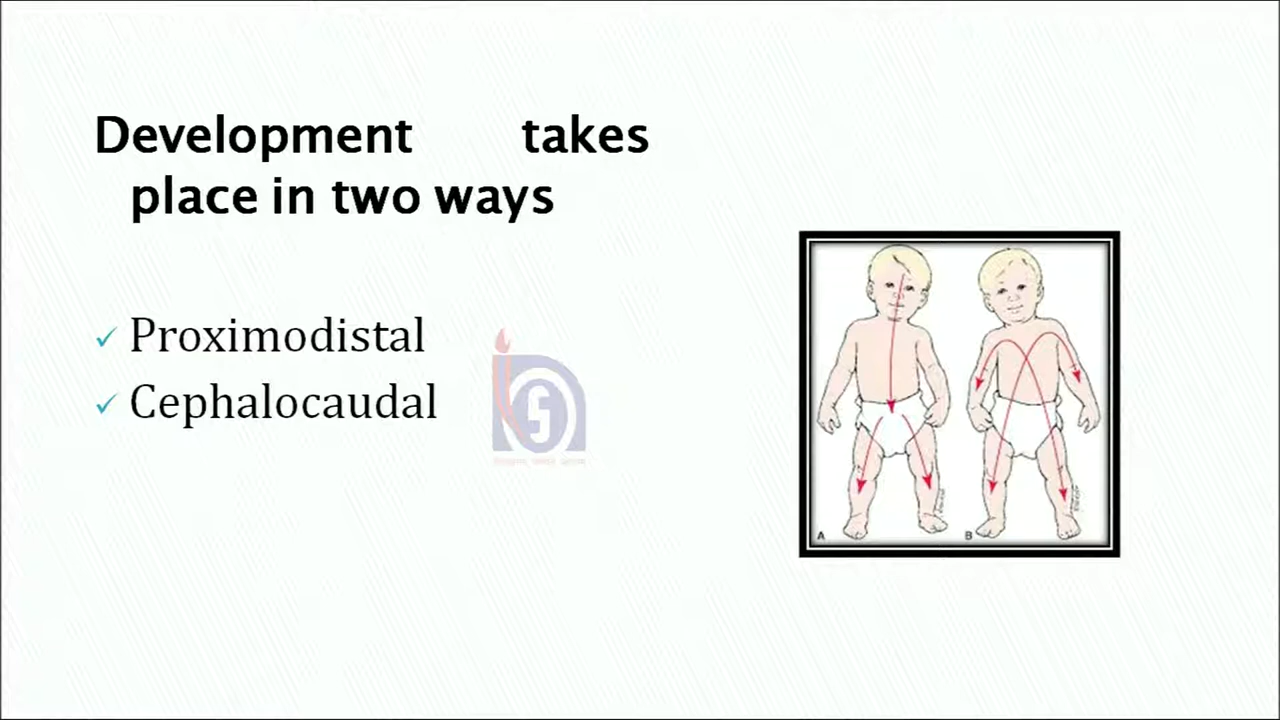 Development takes
place in two ways
Proximodistal
Cephalocaudal
A
B